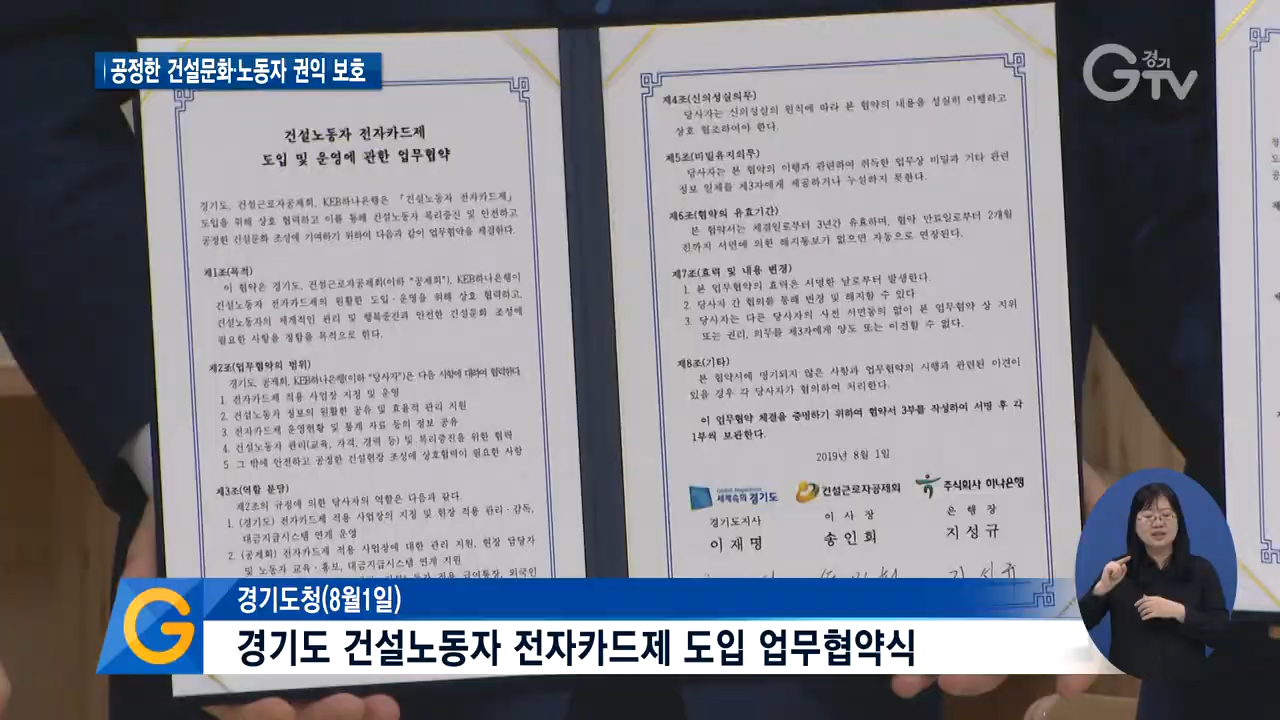 공정한 건설문화·노동자 권익 보호
경기
GTV
건설노동자 전자카드제
도입 및 운영에 관한 업무협약
경기도, 건설근로자공제회, KEB하나은행은 「건설노동자 전자카드제」
도입을 위해 상호 협력하고 이를 통해 건설노동자 복리증진 및 안전하고
공정한 건설문화 조성에 기여하기 위하여 다음과 같이 업무협약을 체결한다.
제1조(목적)
이 협약은 경기도, 건설근로자공제회(이하 "공제회"), KEB하나은행이
건설노동자 전자카드제의 원활한 도입·운영을 위해 상호 협력하고,
건설노동자의 체계적인 관리 및 행복증진과 안전한 건설문화 조성에
필요한 사항을 정함을 목적으로 한다.
제2조(업무협약의 범위)
경기도, 공제회, KEB하나은행(이하 "당사자")은 다음 사항에 대하여 협력한다
1. 전자카드제 적용 사업장 지정 및 운영
2. 건설노동자 정보의 원활한 공유 및 효율적 관리 지원
3. 전자카드제 운영현황 및 통계 자료 등의 정보 공유
4. 건설노동자 관리(교육, 자격, 경력 등) 및 복리증진을 위한 협력
5. 그 밖에 안전하고 공정한 건설현장 조성에 상호협력이 필요한 사항
제3조(역할 분담)
제2조의 규정에 의한 당사자의 역할은 다음과 같다.
1. (경기도) 전자카드제 적용 사업장의 지정 및 현장 적용 관리·감독,
대금지급시스템 연계 운영
2. (공제회) 전자카드제 적용 사업장에 대한 관리 지원, 현장 담당자
및 노동자 교육·홍보, 대금지급시스템 연계 지원
전용 급여통장, 외국인
제4조(신의성실의무)
당사자는 신의성실의 원칙에 따라 본 협약의 내용을 성실히 이행하고
상호 협조하여야 한다.
제5조(비밀유지의무)
당사자는 본 협약의 이행과 관련하여 취득한 업무상 비밀과 기타 관련
정보 일체를 제3자에게 제공하거나 누설하지 못한다.
제6조(협약의 유효기간)
본 협약서는 체결일로부터 3년간 유효하며, 협약 만료일로부터 2개월
전까지 서면에 의한 해지통보가 없으면 자동으로 연장된다.
제7조(효력 및 내용 변경)
1. 본 업무협약의 효력은 서명한 날로부터 발생한다.
2. 당사자 간 협의를 통해 변경 및 해지할 수 있다
3. 당사자는 다른 당사자의 사전 서면동의 없이 본 업무협약 상 지위
또는 권리, 의무를 제3자에게 양도 또는 이전할 수 없다.
제8조(기타)
본 협약서에 명기되지 않은 사항과 업무협약의 시행과 관련된 이견이
있을 경우 각 당사자가 협의하여 처리한다.
이 업무협약 체결을 증명하기 위하여 협약서 3부를 작성하여 서명 후 각
1부씩 보관한다.
2019년 8월 1일
Global Inspiration
세계속의 경기도
건설근로자공제회
주식회사 하나은행
경기도지사
이 사 장
은 행 장
이재명
송인회
지성규
경기도청(8월1일)
G
경기도 건설노동자 전자카드제 도입 업무협약식